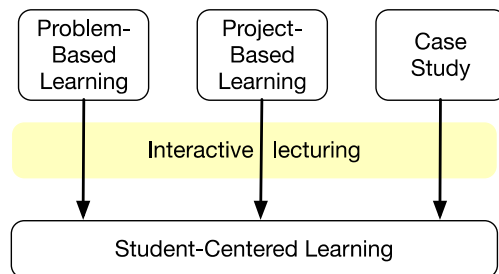 Problem-
Based
Learning
Project-
Based
Learning
Case
Study
Interactive lecturing
Student-Centered Learning